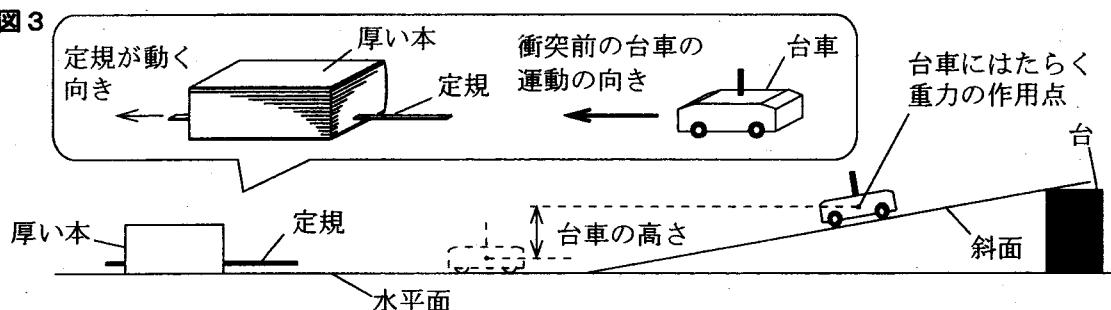 図3
定規が動く
向き
厚い本
定規
衝突前の台車の
運動の向き
台車
台車にはたらく
重力の作用点
台
厚い本
定規
台車の高さ
斜面
水平面